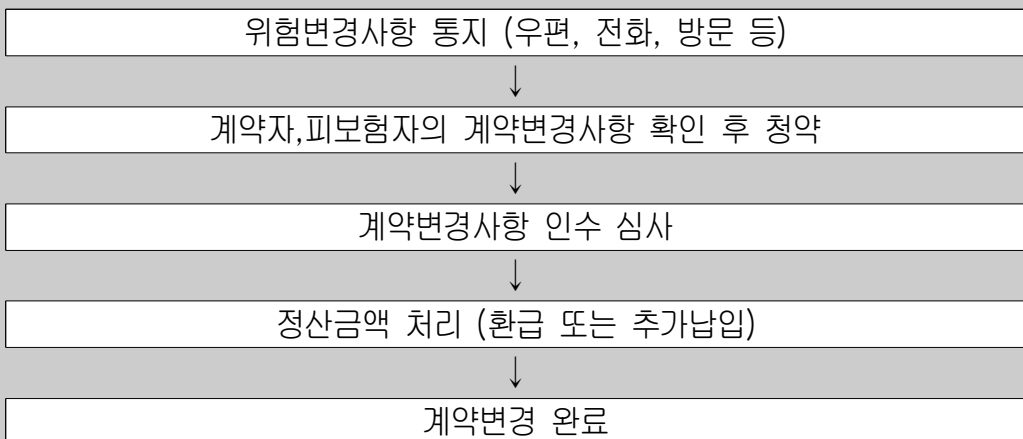 위험변경사항 통지 (우편, 전화, 방문 등)
↓
계약자,피보험자의 계약변경사항 확인 후 청약
↓
계약변경사항 인수 심사
↓
정산금액 처리 (환급 또는 추가납입)
↓
계약변경 완료